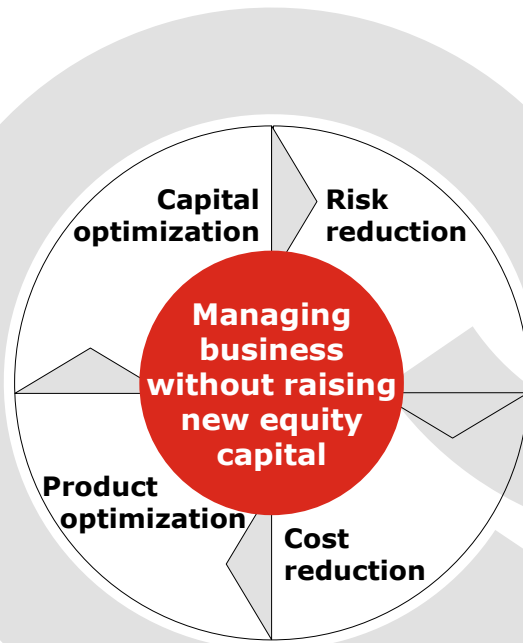 Capital
optimization
Risk
reduction
Managing
business
without raising
new equity
capital
Product
optimization
Cost
reduction